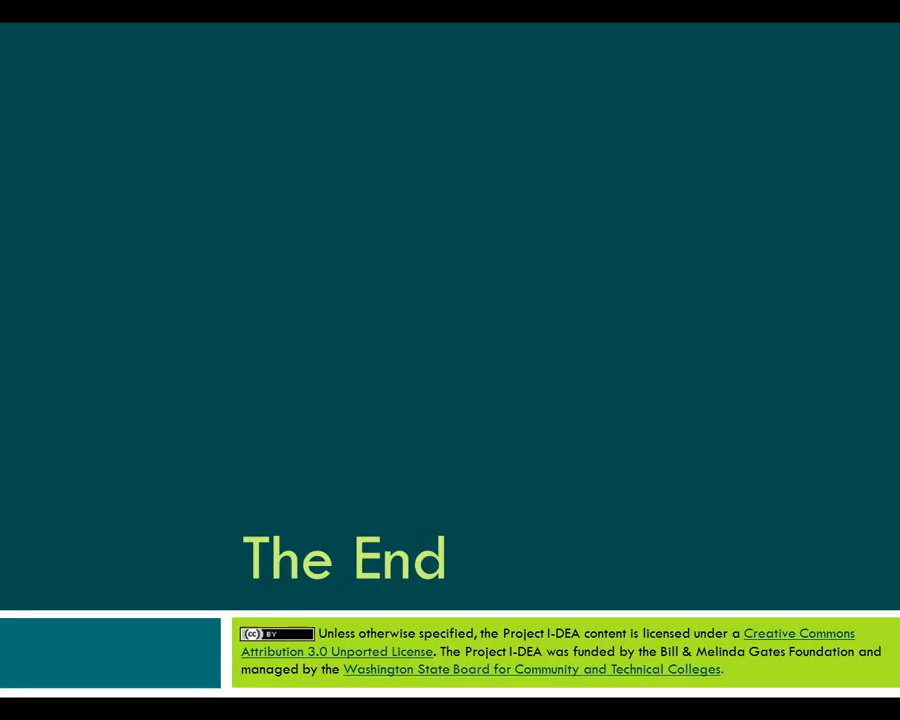 The End
(cc) BY Unless otherwise specified, the Project I-DEA content is licensed under a Creative Commons
Attribution 3.0 Unported License. The Project I-DEA was funded by the Bill & Melinda Gates Foundation and
managed by the Washington State Board for Community and Technical Colleges.